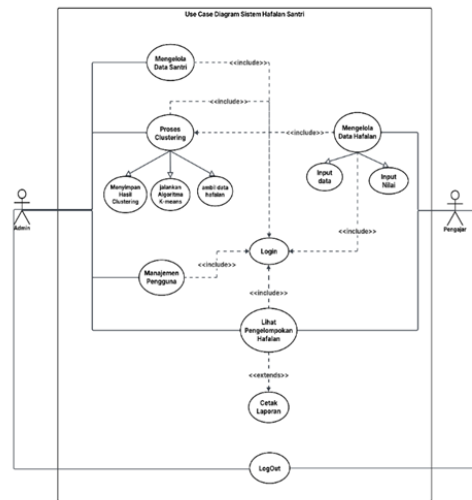 Use Case Diagram Sistem Hafalan Santri
Mengelola
Data Santri
<<include>>
<<include>>
Proses
Clustering
<<include>>
Mengelola
Data Hafalan
Menyimpan
Hasil
Clustering
jalankan
Algoritma
K-means
ambil data
hafalan
Input
data
Input
Nilai
Admin
Pengajar
<<include>>
Login
Manajemen
Pengguna
<<include>>
<<include>>
Lihat
Pengelompokan
Hafalan
<<extends>>
Cetak
Laporan
LogOut